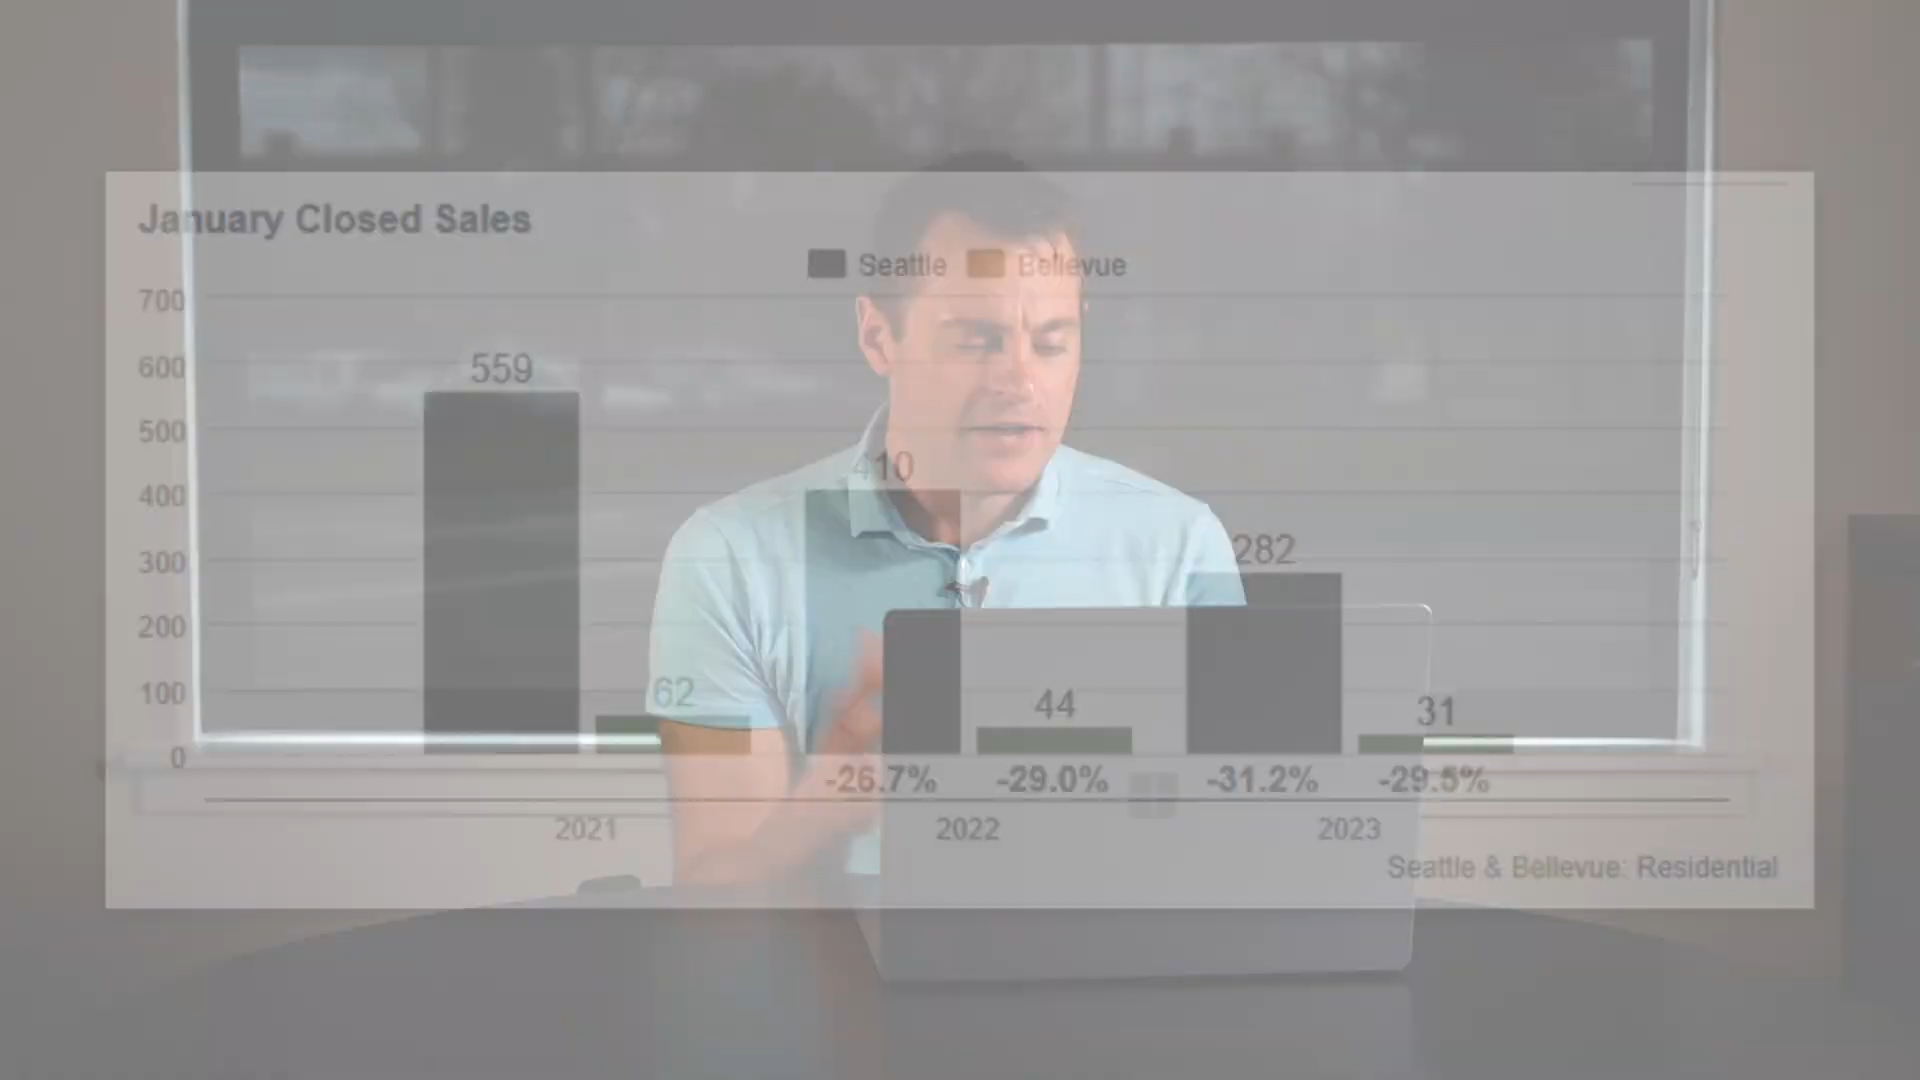 January Closed Sales
Seattle Bellevue
700
600
500
400
300
200
100
0
559
62
410
44
282
31
-26.7% -29.0% -31.2% -29.5%
2021 2022 2023
Seattle & Bellevue: Residential